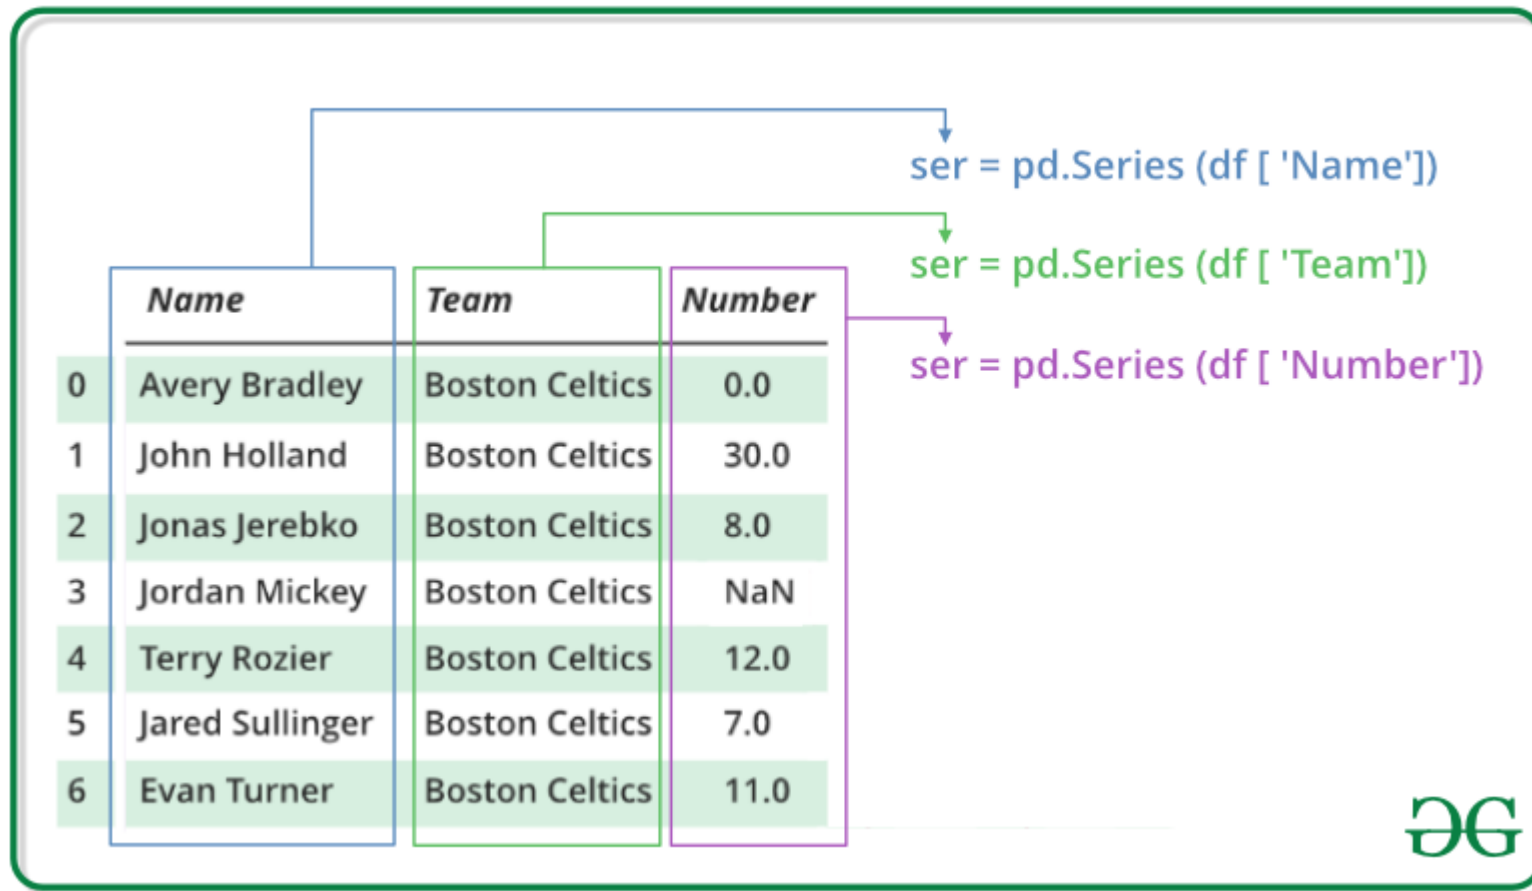 ser = pd.Series (df [ 'Name'])
ser = pd.Series (df [ 'Team'])
ser = pd.Series (df [ 'Number'])
Name Team Number
0 Avery Bradley Boston Celtics 0.0
1 John Holland Boston Celtics 30.0
2 Jonas Jerebko Boston Celtics 8.0
3 Jordan Mickey Boston Celtics NaN
4 Terry Rozier Boston Celtics 12.0
5 Jared Sullinger Boston Celtics 7.0
6 Evan Turner Boston Celtics 11.0